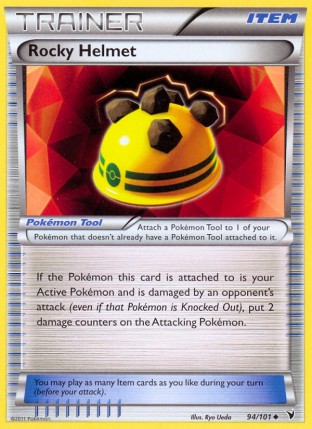 TRAINER ITEM
Rocky Helmet
Pokémon Tool
Attach a Pokémon Tool to 1 of your
Pokémon that doesn't already have a Pokémon Tool attached to it.
If the Pokémon this card is attached to is your
Active Pokémon and is damaged by an opponent's
attack (even if that Pokémon is Knocked Out), put 2
damage counters on the Attacking Pokémon.
You may play as many Item cards as you like during your turn
(before your attack).
©2011 Pokémon. Illus. Ryo Ueda 94/101